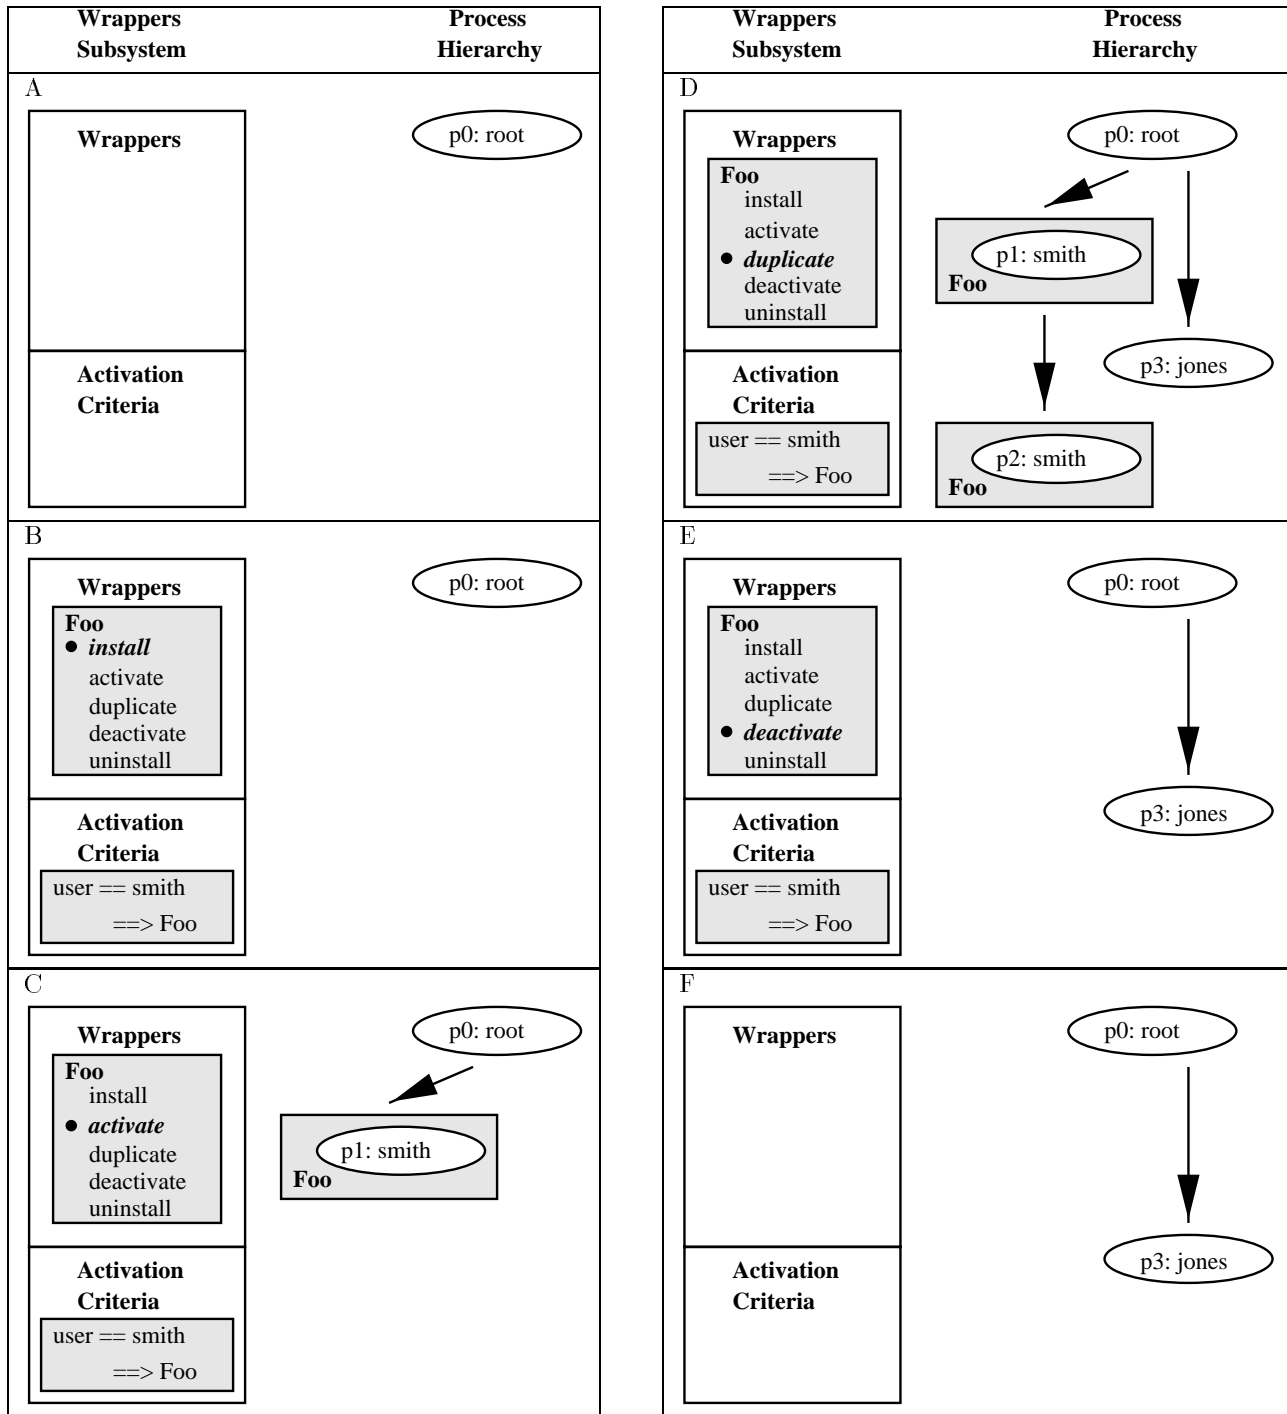 Wrappers
Subsystem
Process
Hierarchy
A
Wrappers
Activation
Criteria
p0: root
B
Wrappers
Foo
● install
activate
duplicate
deactivate
uninstall
Activation
Criteria
user == smith
==> Foo
p0: root
C
Wrappers
Foo
install
● activate
duplicate
deactivate
uninstall
Activation
Criteria
user == smith
==> Foo
p0: root
p1: smith
Foo
Wrappers
Subsystem
Process
Hierarchy
D
Wrappers
Foo
install
activate
● duplicate
deactivate
uninstall
Activation
Criteria
user == smith
==> Foo
p0: root
p1: smith
Foo
p3: jones
p2: smith
Foo
E
Wrappers
Foo
install
activate
duplicate
● deactivate
uninstall
Activation
Criteria
user == smith
==> Foo
p0: root
p3: jones
F
Wrappers
Activation
Criteria
p0: root
p3: jones